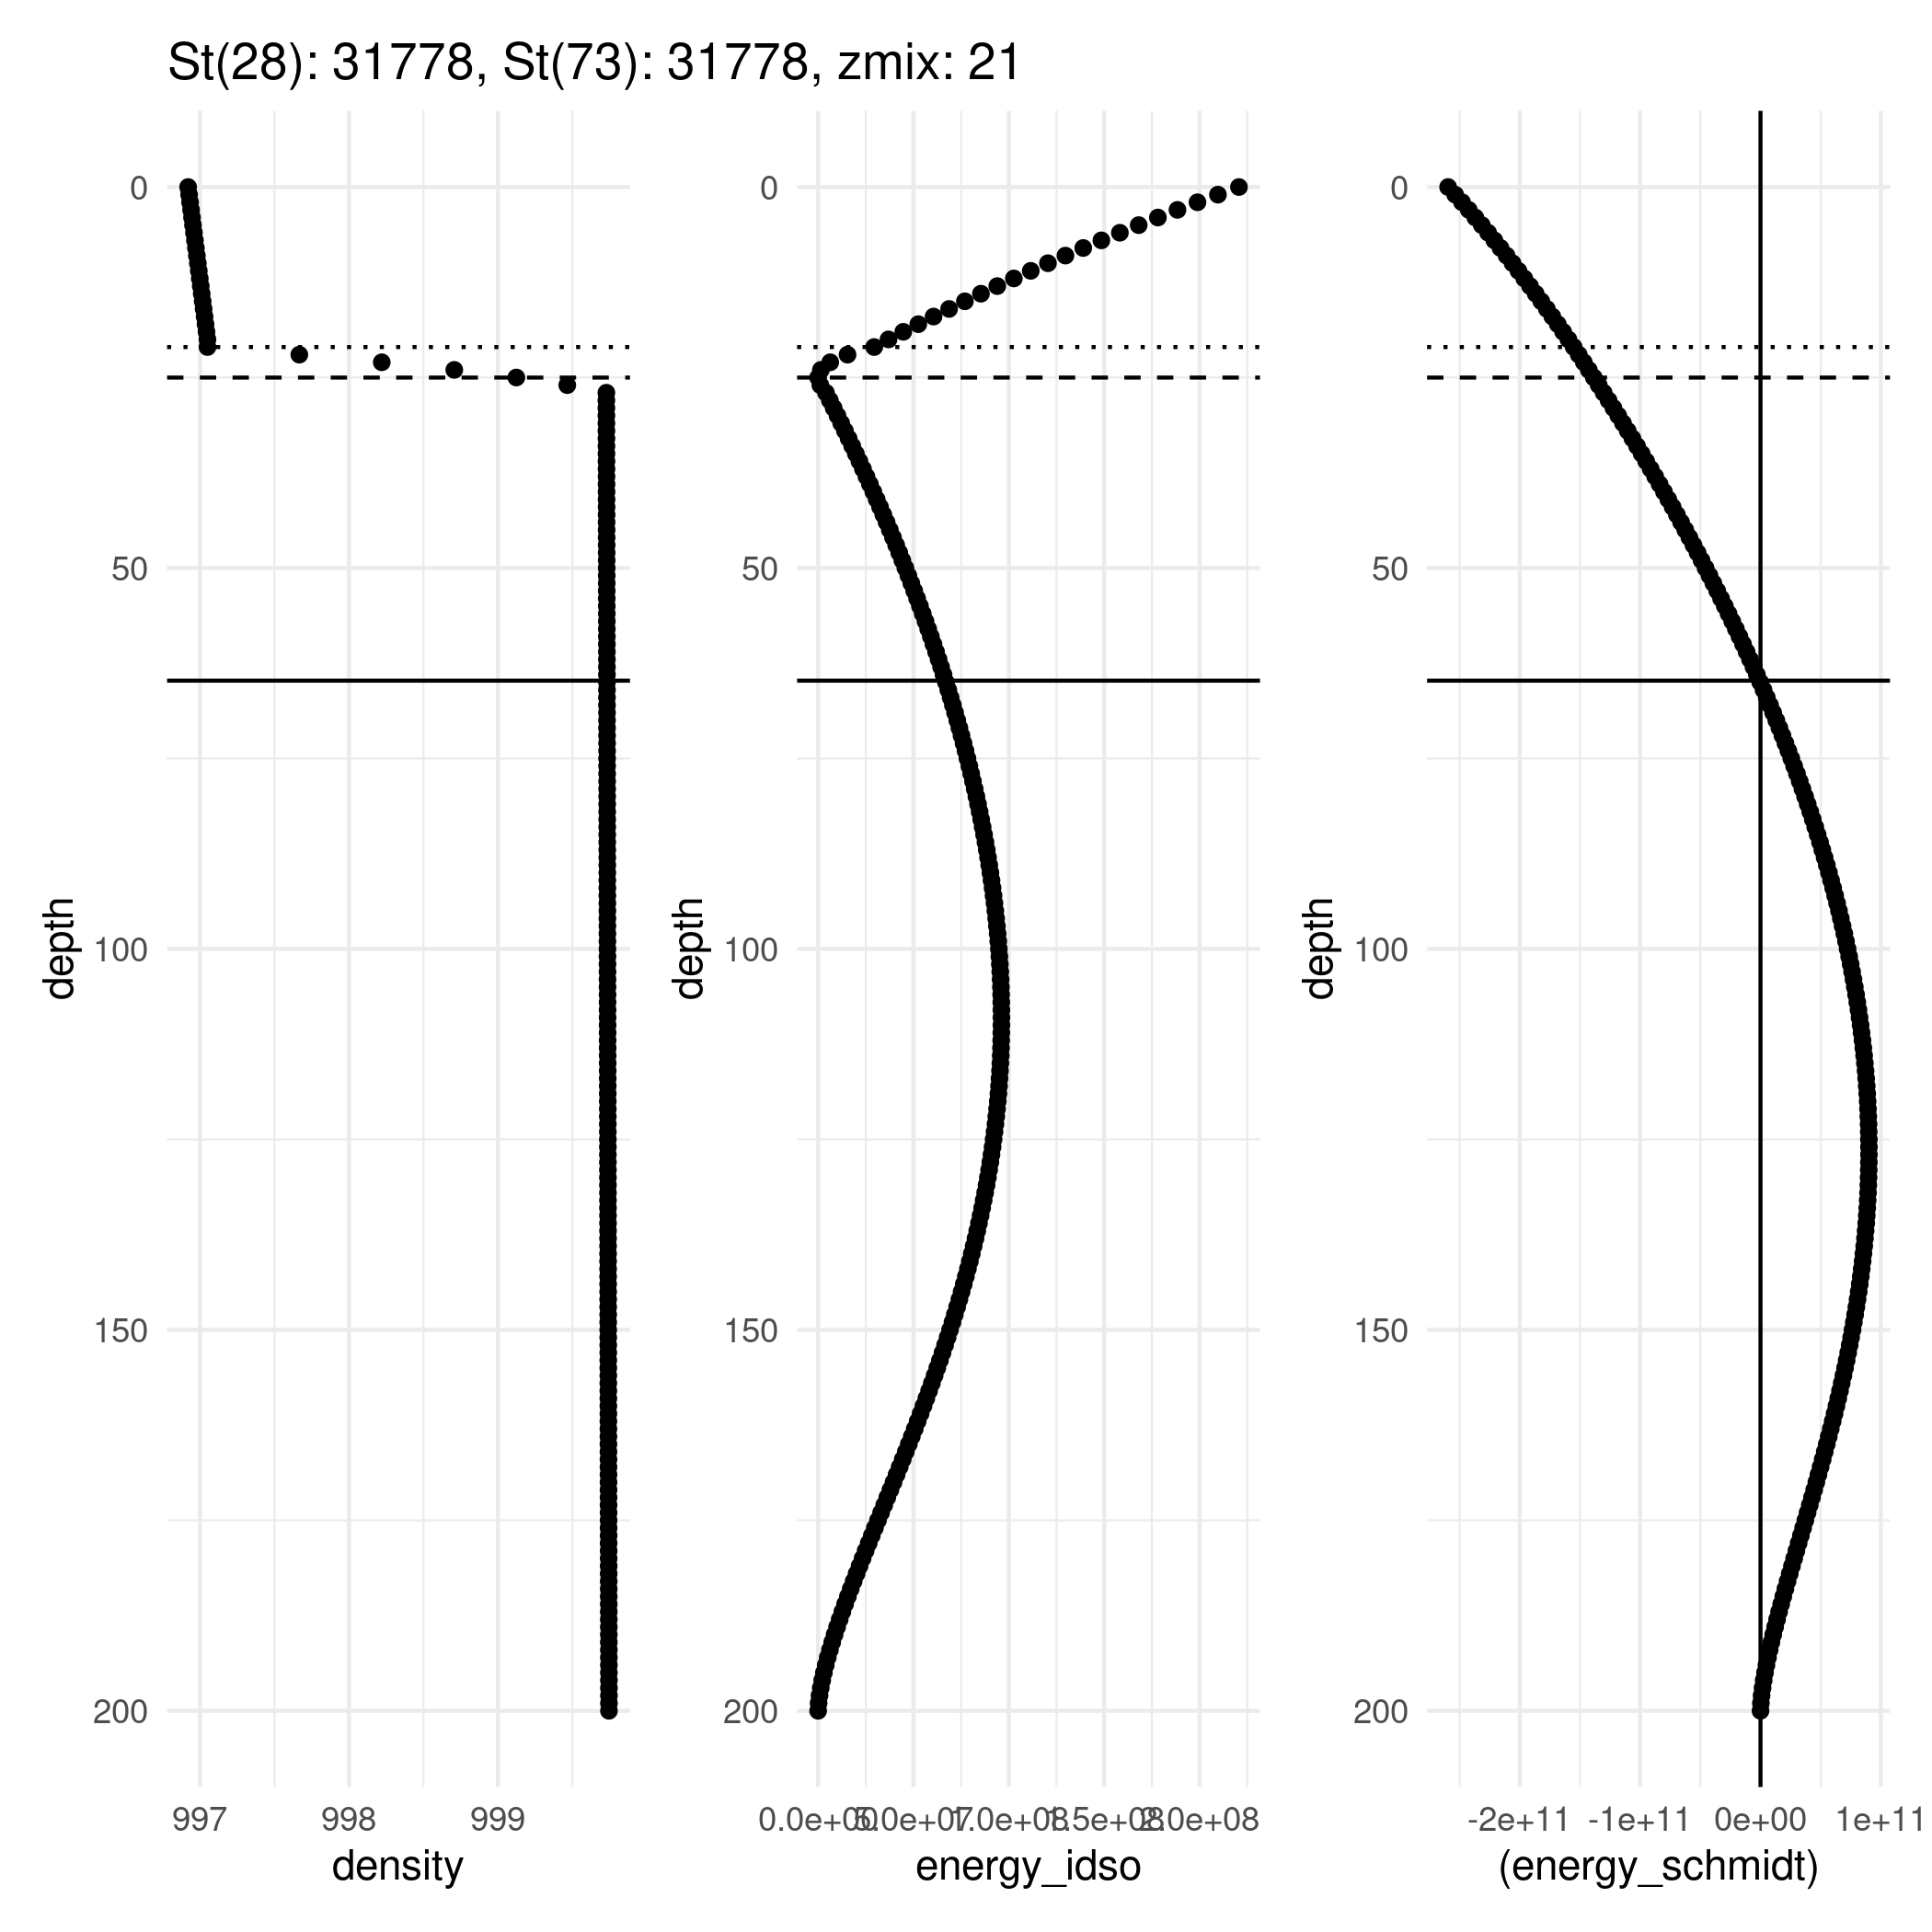 St(28): 31778, St(73): 31778, zmix: 21
0
50
100
150
200
depth
997
998
999
density
0
50
100
150
200
depth
0.0e+00
5.0e+07
1.0e+08
1.5e+08
2.0e+08
energy_idso
0
50
100
150
200
depth
-2e+11
-1e+11
0e+00
1e+11
(energy_schmidt)